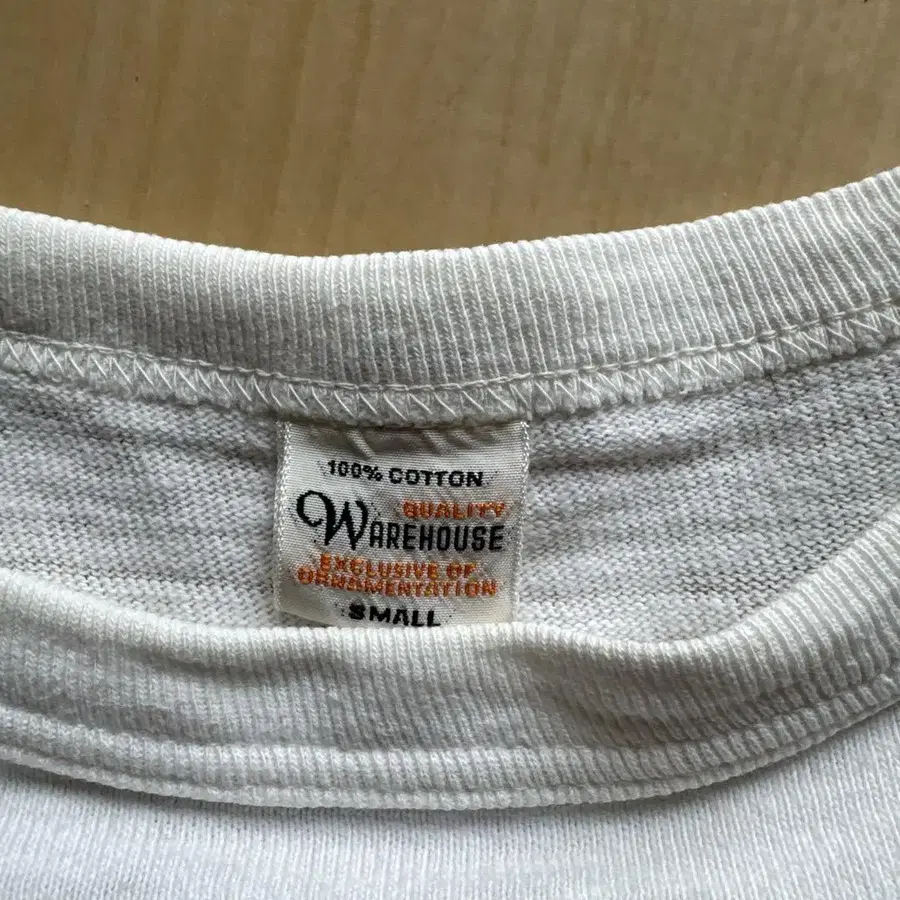 100% COTTON
QUALITY
WAREHOUSE
EXCLUSIVE OF
ORNAMENTATION
SMALL